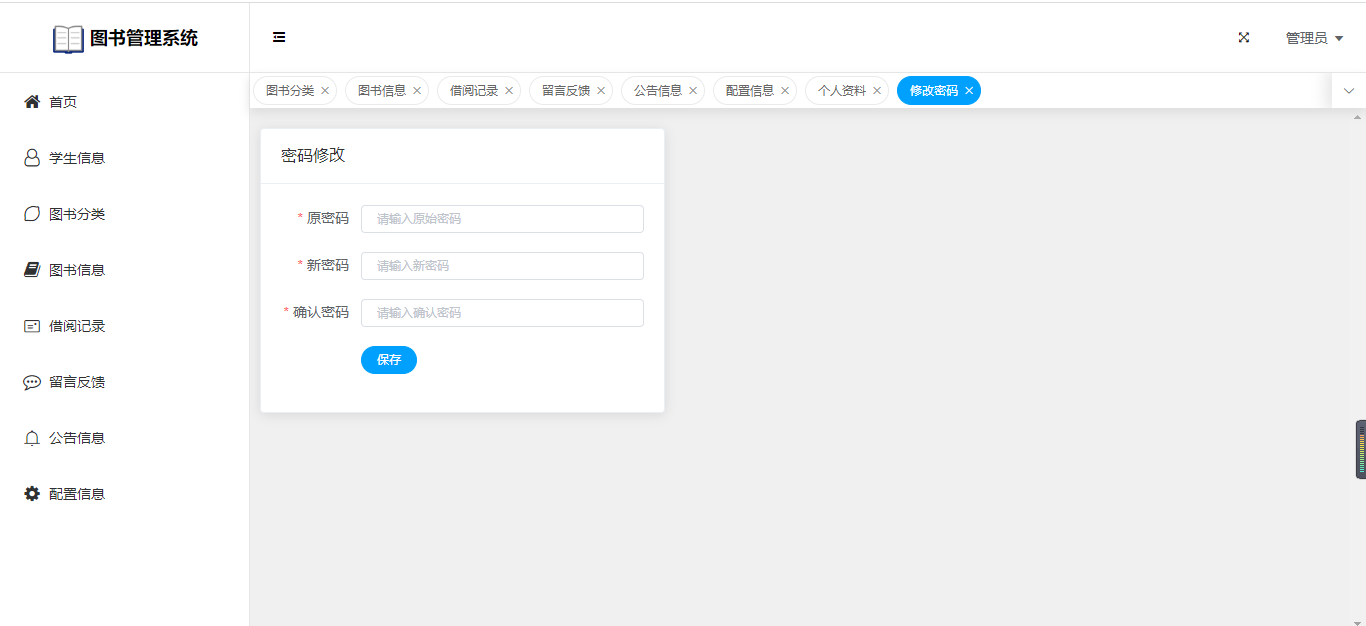 图书管理系统
管理员
首页
学生信息
图书分类
图书信息
借阅记录
留言反馈
公告信息
配置信息
图书分类 × 图书信息 × 借阅记录 × 留言反馈 × 公告信息 × 配置信息 × 个人资料 × 修改密码 ×
密码修改
* 原密码 请输入原始密码
* 新密码 请输入新密码
* 确认密码 请输入确认密码
保存